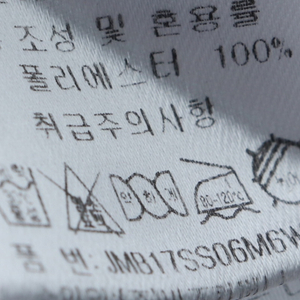 조성 및 혼용률
폴리에스터 100%
취급주의사항
약하게 80-120℃
품 번: JMB17SS06M6W